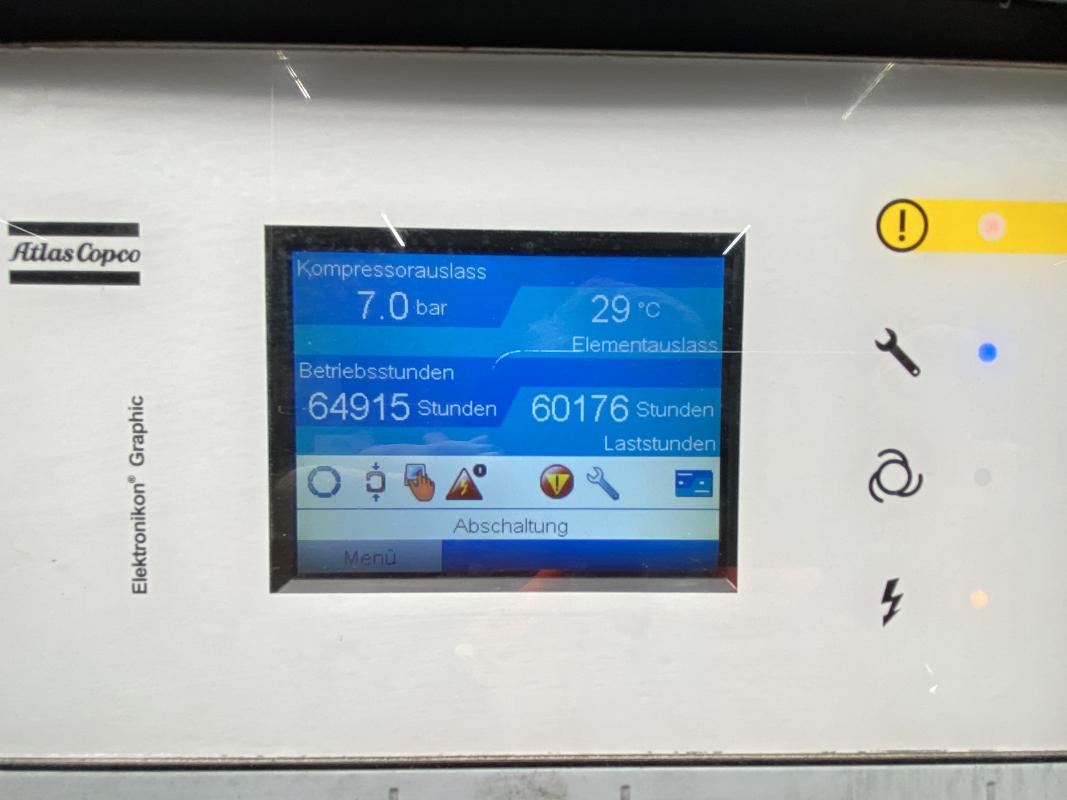 Atlas Copco
Elektronikon® Graphic
Kompressorauslass
7.0 bar
29 °C
Elementauslass
Betriebsstunden
64915 Stunden
60176 Stunden
Laststunden
Abschaltung
Menü